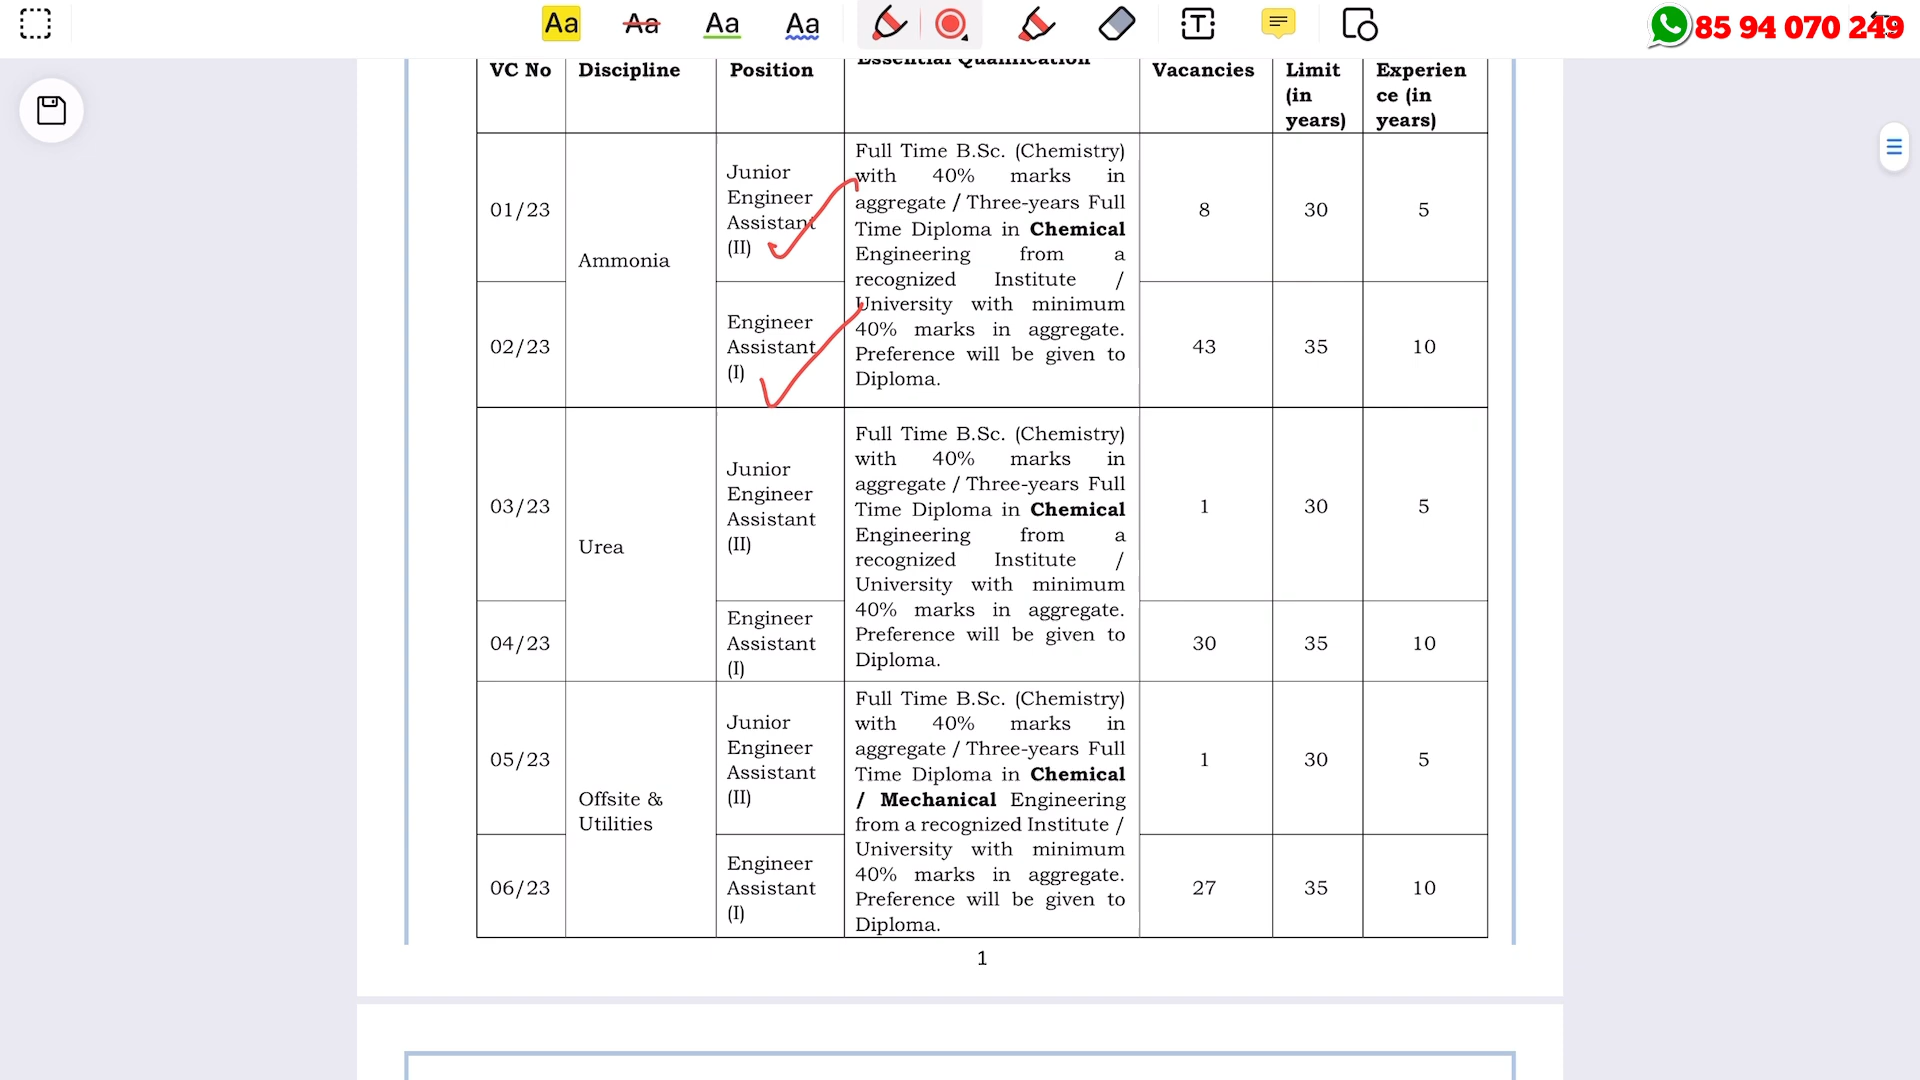 Aa Aa Aa Aa T
85 94 070 249
VC No Discipline Position Essential Qualification Vacancies Limit (in years) Experien ce (in years)
01/23
Ammonia
Junior
Engineer
Assistant
(II)
Full Time B.Sc. (Chemistry)
with 40% marks in
aggregate / Three-years Full
Time Diploma in Chemical
Engineering from a
recognized Institute /
University with minimum
40% marks in aggregate.
Preference will be given to
Diploma.
8
30
5
02/23
Engineer
Assistant
(I)
43
35
10
03/23
Urea
Junior
Engineer
Assistant
(II)
Full Time B.Sc. (Chemistry)
with 40% marks in
aggregate / Three-years Full
Time Diploma in Chemical
Engineering from a
recognized Institute /
University with minimum
40% marks in aggregate.
Preference will be given to
Diploma.
1
30
5
04/23
Engineer
Assistant
(I)
30
35
10
05/23
Offsite &
Utilities
Junior
Engineer
Assistant
(II)
Full Time B.Sc. (Chemistry)
with 40% marks in
aggregate / Three-years Full
Time Diploma in Chemical
/ Mechanical Engineering
from a recognized Institute /
University with minimum
40% marks in aggregate.
Preference will be given to
Diploma.
1
30
5
06/23
Engineer
Assistant
(I)
27
35
10
1